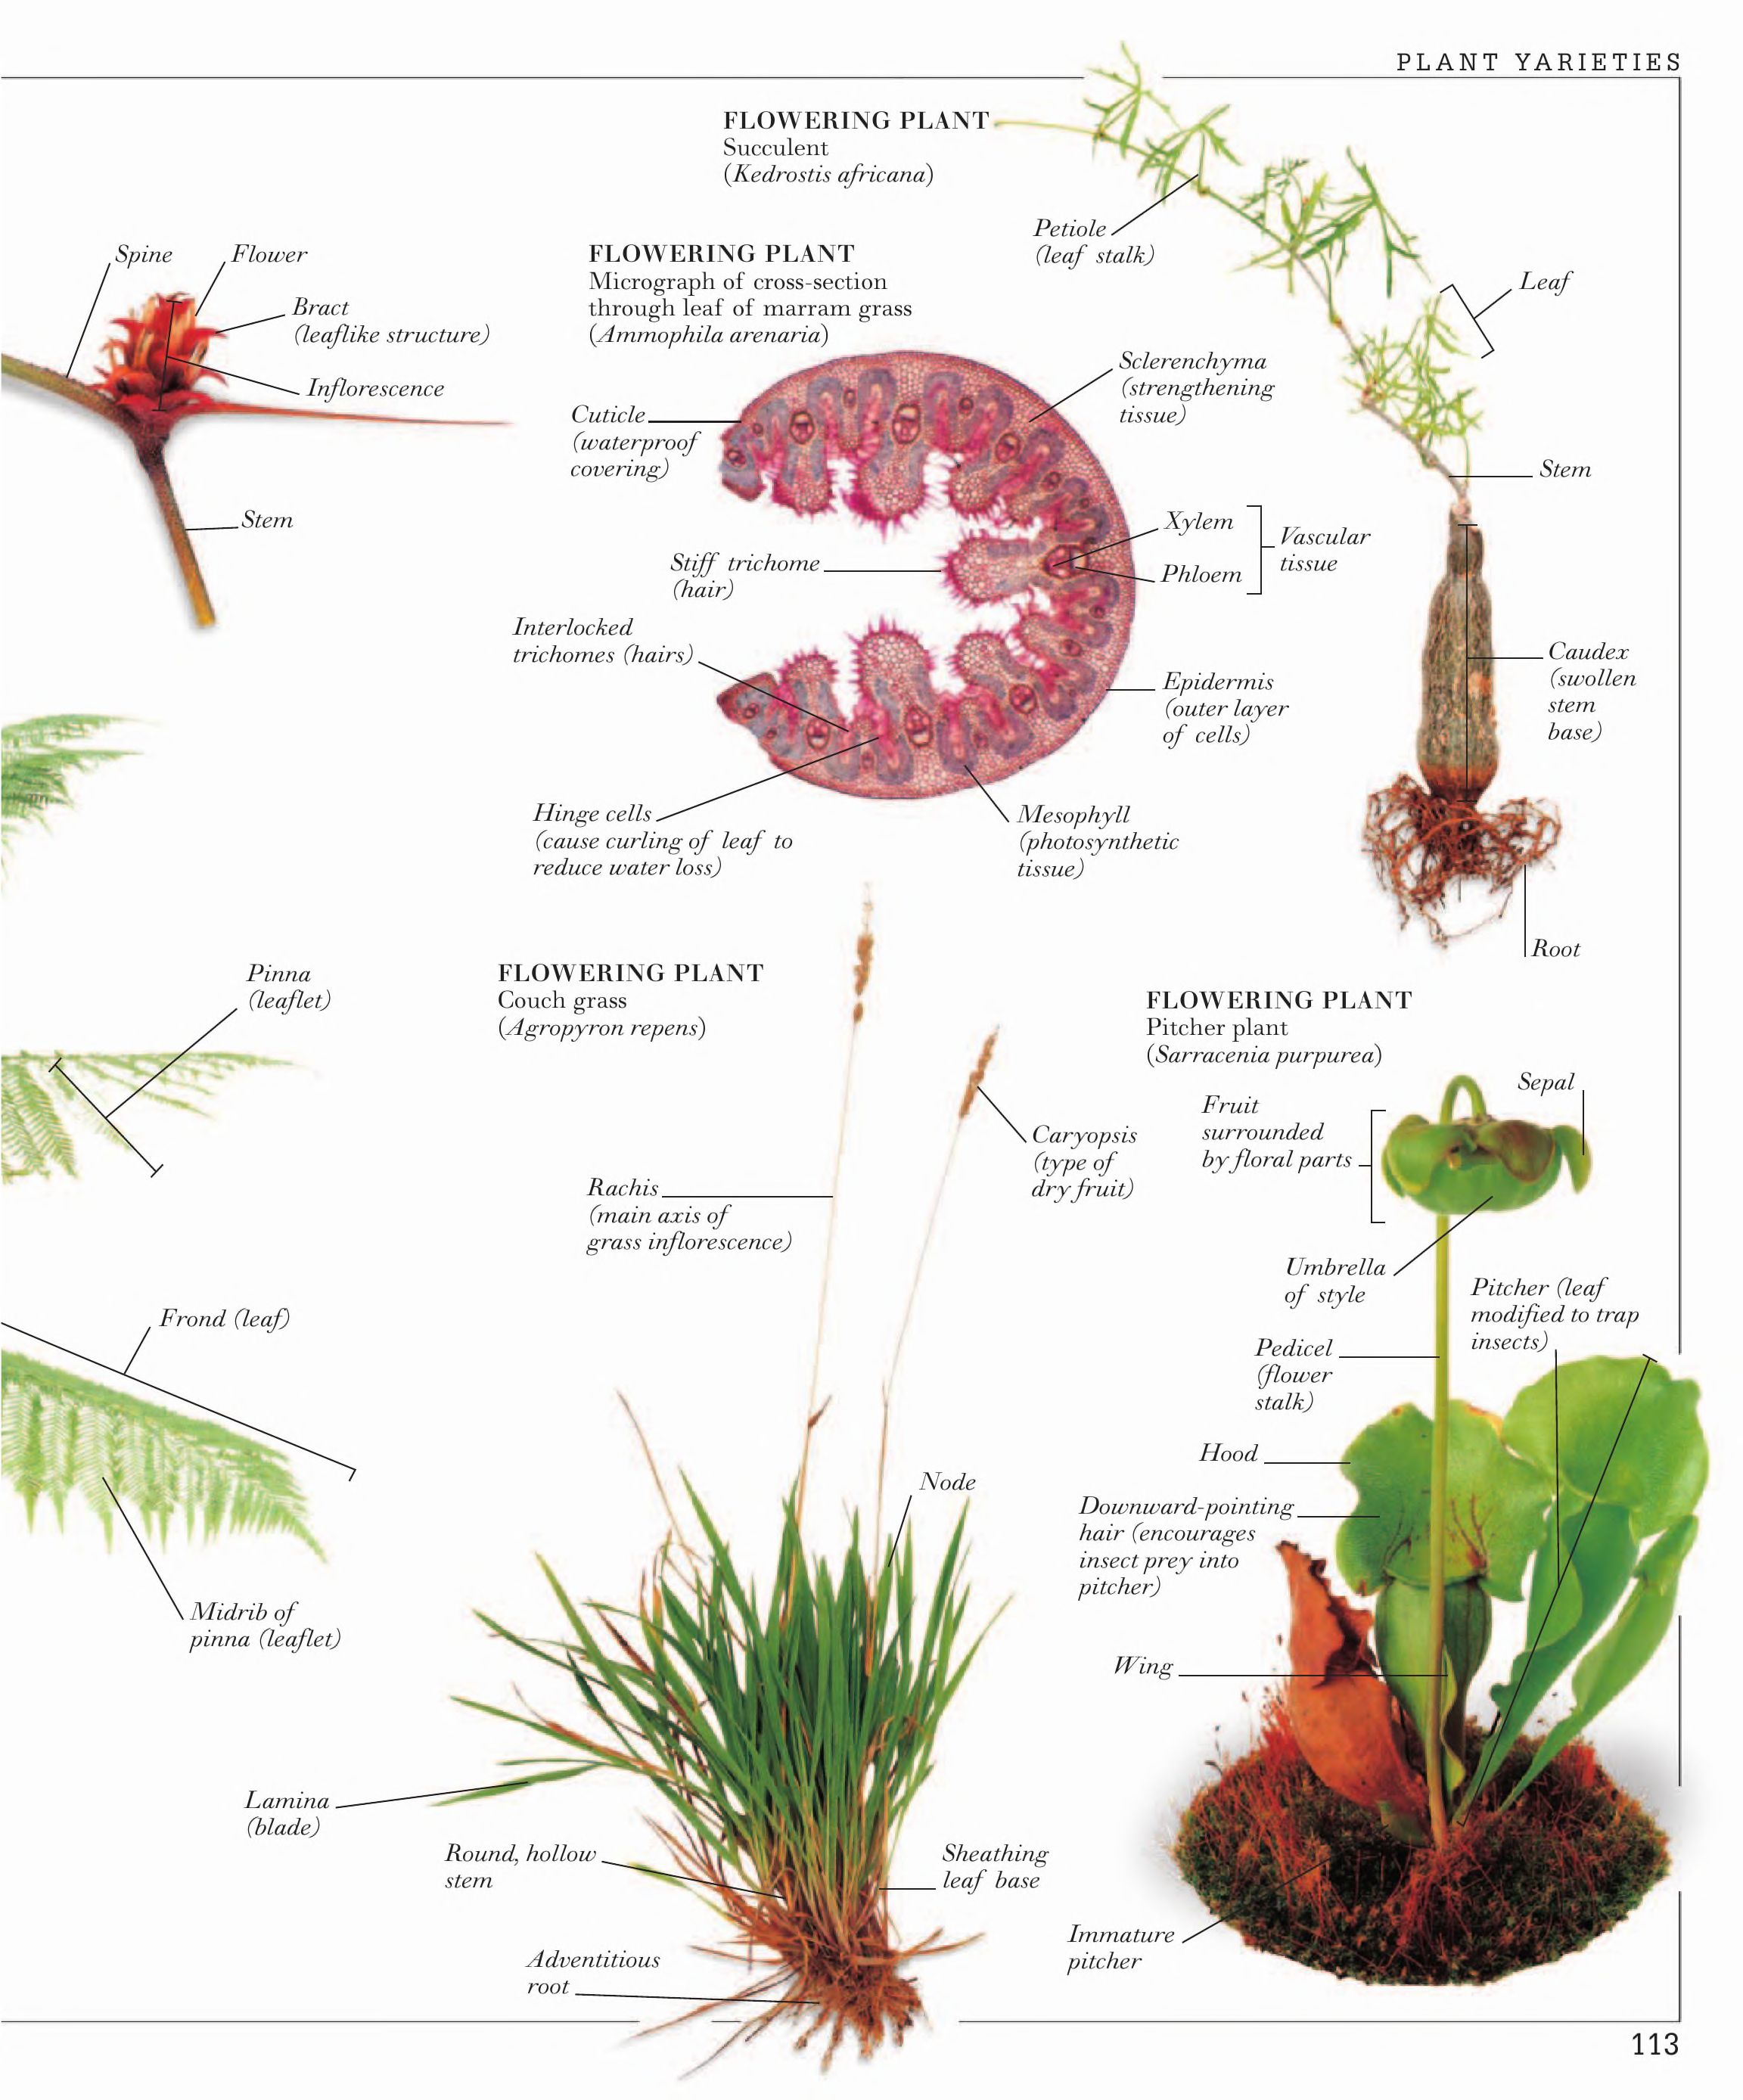 PLANT YARIETIES
FLOWERING PLANT
Succulent
(Kedrostis africana)
Petiole
(leaf stalk)
Leaf
Stem
Caudex
(swollen
stem
base)
Root
Spine
Flower
Bract
(leaflike structure)
Inflorescence
Stem
FLOWERING PLANT
Micrograph of cross-section
through leaf of marram grass
(Ammophila arenaria)
Sclerenchyma
(strengthening
tissue)
Cuticle
(waterproof
covering)
Xylem
Phloem
Vascular
tissue
Stiff trichome
(hair)
Interlocked
trichomes (hairs)
Epidermis
(outer layer
of cells)
Hinge cells
(cause curling of leaf to
reduce water loss)
Mesophyll
(photosynthetic
tissue)
Pinna
(leaflet)
Frond (leaf)
Midrib of
pinna (leaflet)
FLOWERING PLANT
Couch grass
(Agropyron repens)
Caryopsis
(type of
dry fruit)
Rachis
(main axis of
grass inflorescence)
Node
Lamina
(blade)
Round, hollow
stem
Sheathing
leaf base
Adventitious
root
FLOWERING PLANT
Pitcher plant
(Sarracenia purpurea)
Sepal
Fruit
surrounded
by floral parts
Umbrella
of style
Pitcher (leaf
modified to trap
insects)
Pedicel
(flower
stalk)
Hood
Downward-pointing
hair (encourages
insect prey into
pitcher)
Wing
Immature
pitcher
113